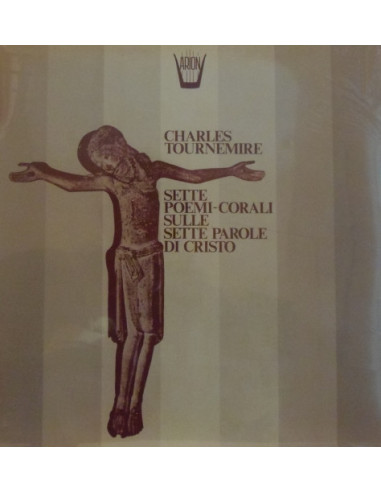 ARION
CHARLES
TOURNEMIRE
SETTE
POEMI-CORALI
SULLE
SETTE PAROLE
DI CRISTO